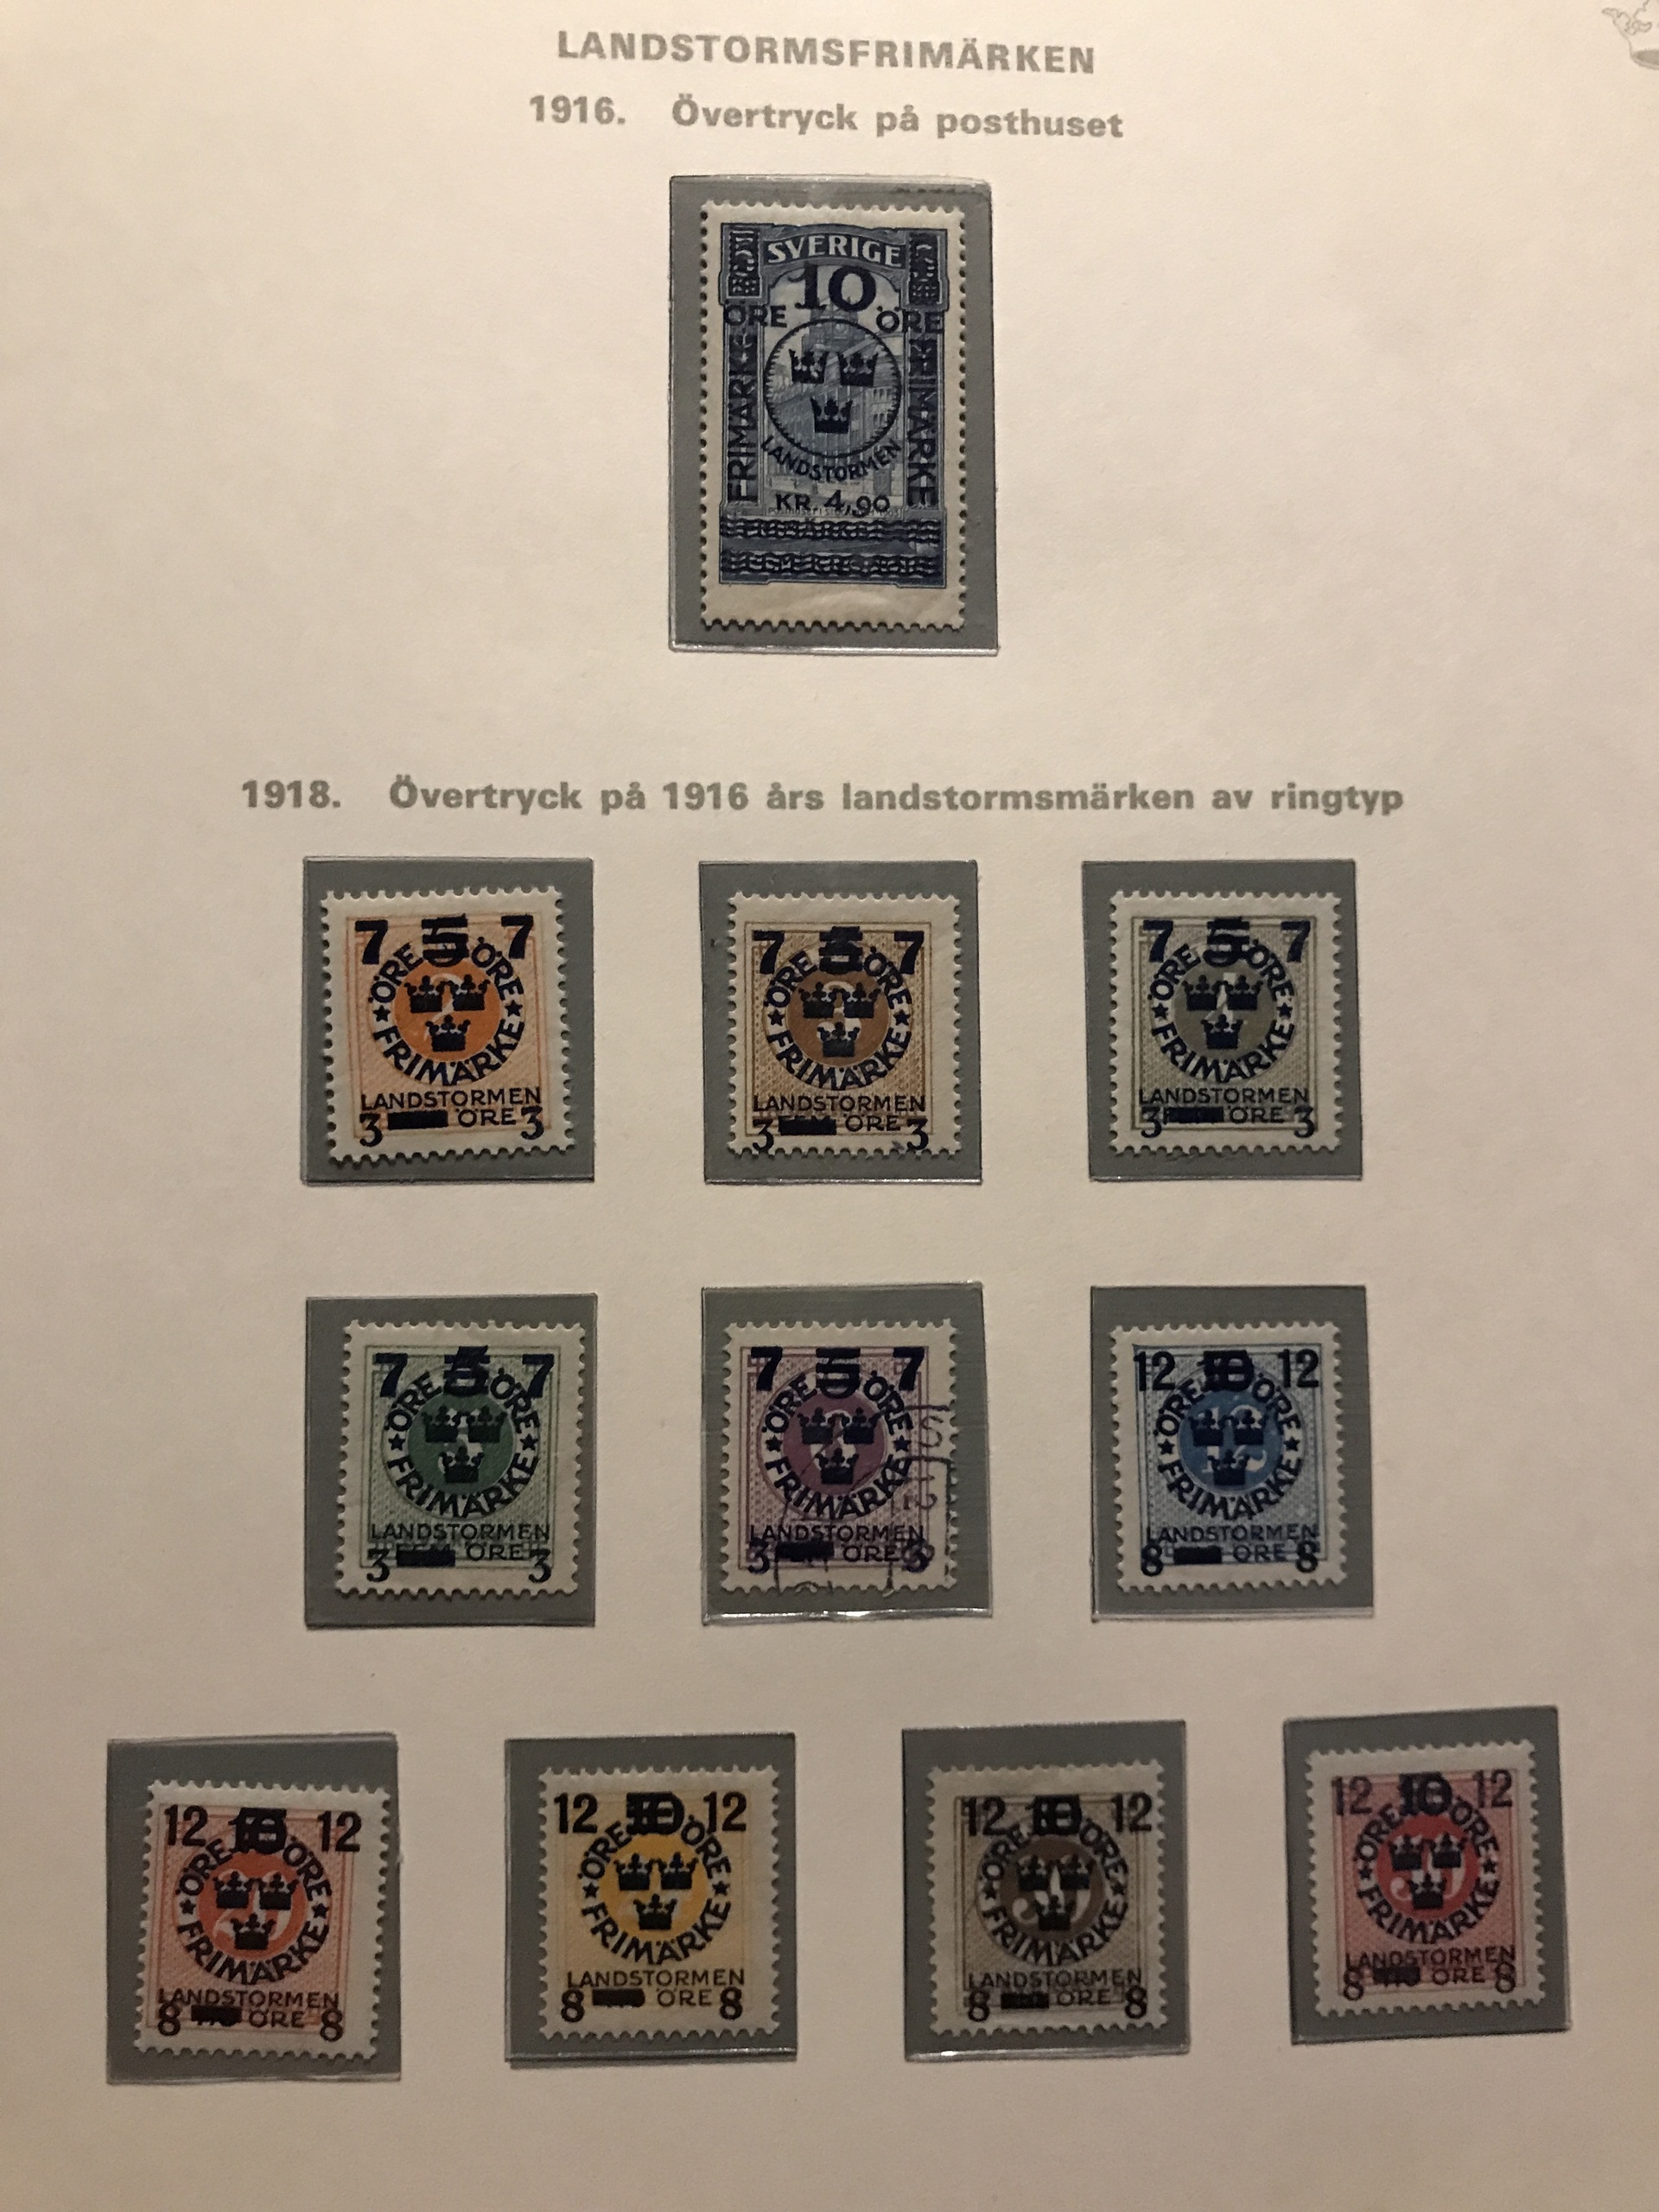 LANDSTORMSFRIMÄRKEN
1916. Övertryck på posthuset
SVERIGE
10
ÖRE ÖRE
FRIMÄRKE FRIMÄRKE
LANDSTORMEN
KR. 4,90
1918. Övertryck på 1916 års landstormsmärken av ringtyp
7 5 7
ÖRE ÖRE
FRIMÄRKE
LANDSTORMEN
3 ÖRE 3
7 5 7
ÖRE ÖRE
FRIMÄRKE
LANDSTORMEN
3 ÖRE 3
7 5 7
ÖRE ÖRE
FRIMÄRKE
LANDSTORMEN
3 ÖRE 3
7 5 7
ÖRE ÖRE
FRIMÄRKE
LANDSTORMEN
3 ÖRE 3
7 5 7
ÖRE ÖRE
FRIMÄRKE
LANDSTORMEN
3 ÖRE 3
12 10 12
ÖRE ÖRE
FRIMÄRKE
LANDSTORMEN
8 ÖRE 8
12 10 12
ÖRE ÖRE
FRIMÄRKE
LANDSTORMEN
8 ÖRE 8
12 10 12
ÖRE ÖRE
FRIMÄRKE
LANDSTORMEN
8 ÖRE 8
12 10 12
ÖRE ÖRE
FRIMÄRKE
LANDSTORMEN
8 ÖRE 8
12 10 12
ÖRE ÖRE
FRIMÄRKE
LANDSTORMEN
8 ÖRE 8